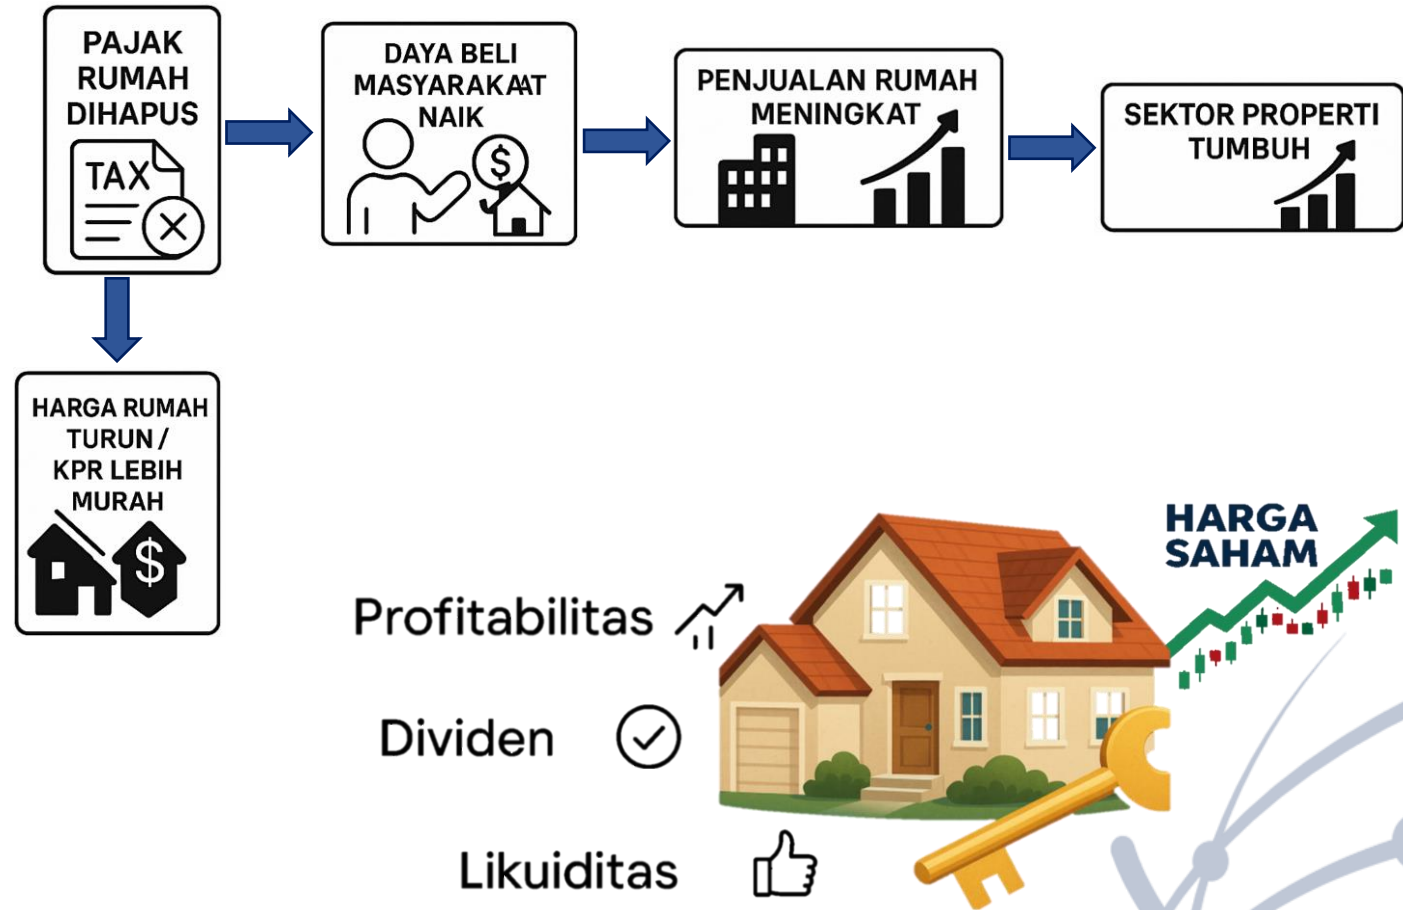 PAJAK
RUMAH
DIHAPUS
TAX
DAYA BELI
MASYARAKAAT
NAIK
$
PENJUALAN RUMAH
MENINGKAT
SEKTOR PROPERTI
TUMBUH
HARGA RUMAH
TURUN /
KPR LEBIH
MURAH
$
HARGA
SAHAM
Profitabilitas
Dividen
Likuiditas